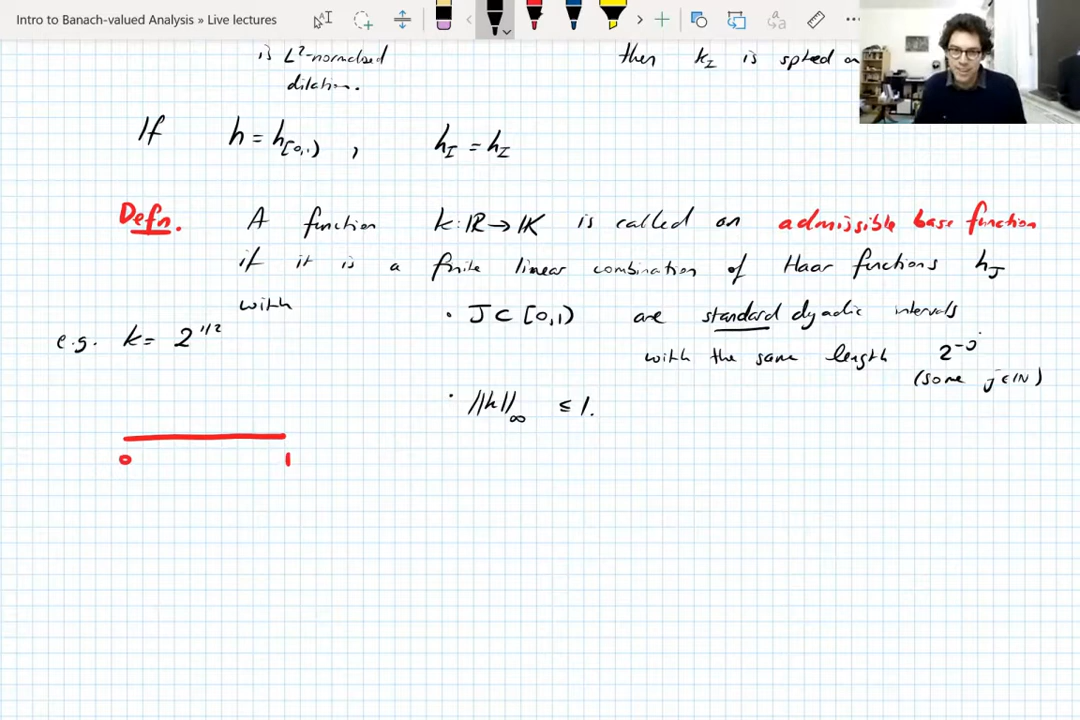 Intro to Banach-valued Analysis » Live lectures
is L²-normalised
dilation.
then k_I is spted on
If h = h_[0,1) , h_I = h_I
Defn. A function k: ℝ → 𝕂 is called an admissible base function
if it is a finite linear combination of Haar functions h_J
with
· J ⊂ [0,1) are standard dyadic intervals
with the same length 2^-j
(some j ∈ ℕ)
e.g. k = 2^1/2
· ||k||_∞ ≤ 1.
0 1